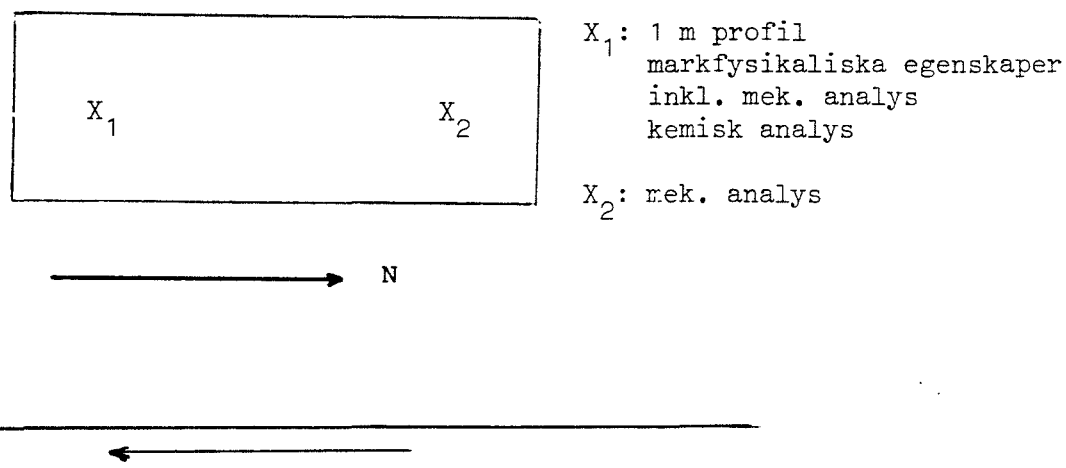 X₁: 1 m profil
markfysikaliska egenskaper
inkl. mek. analys
kemisk analys
X₁ X₂
X₂: mek. analys
N